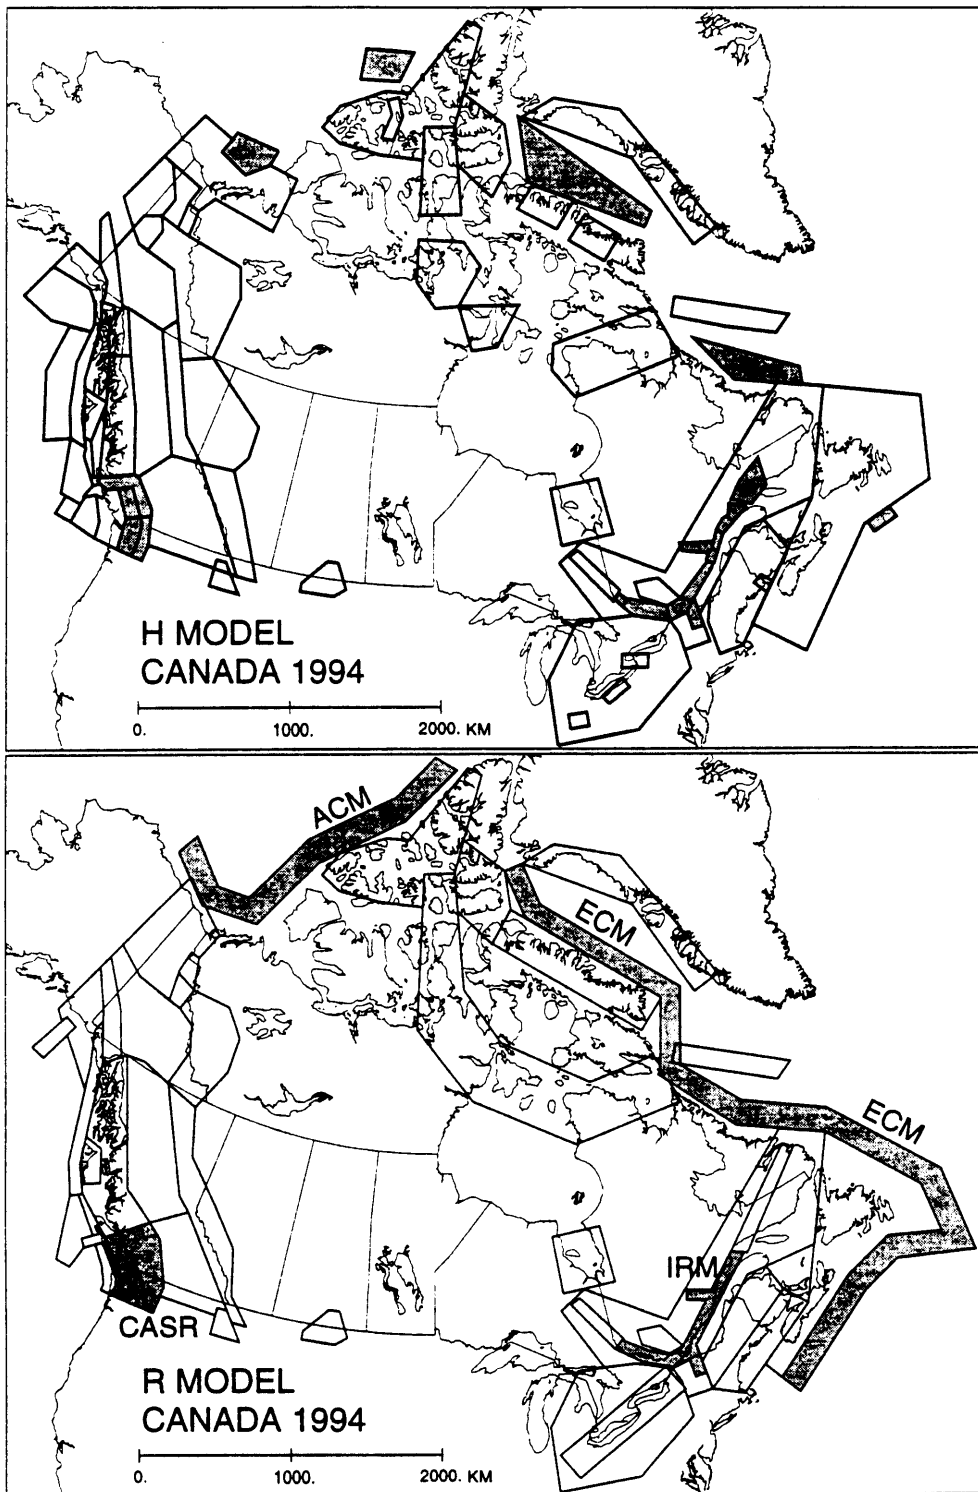 H MODEL
CANADA 1994
0. 1000. 2000. KM
ACM
ECM
ECM
IRM
CASR
R MODEL
CANADA 1994
0. 1000. 2000. KM